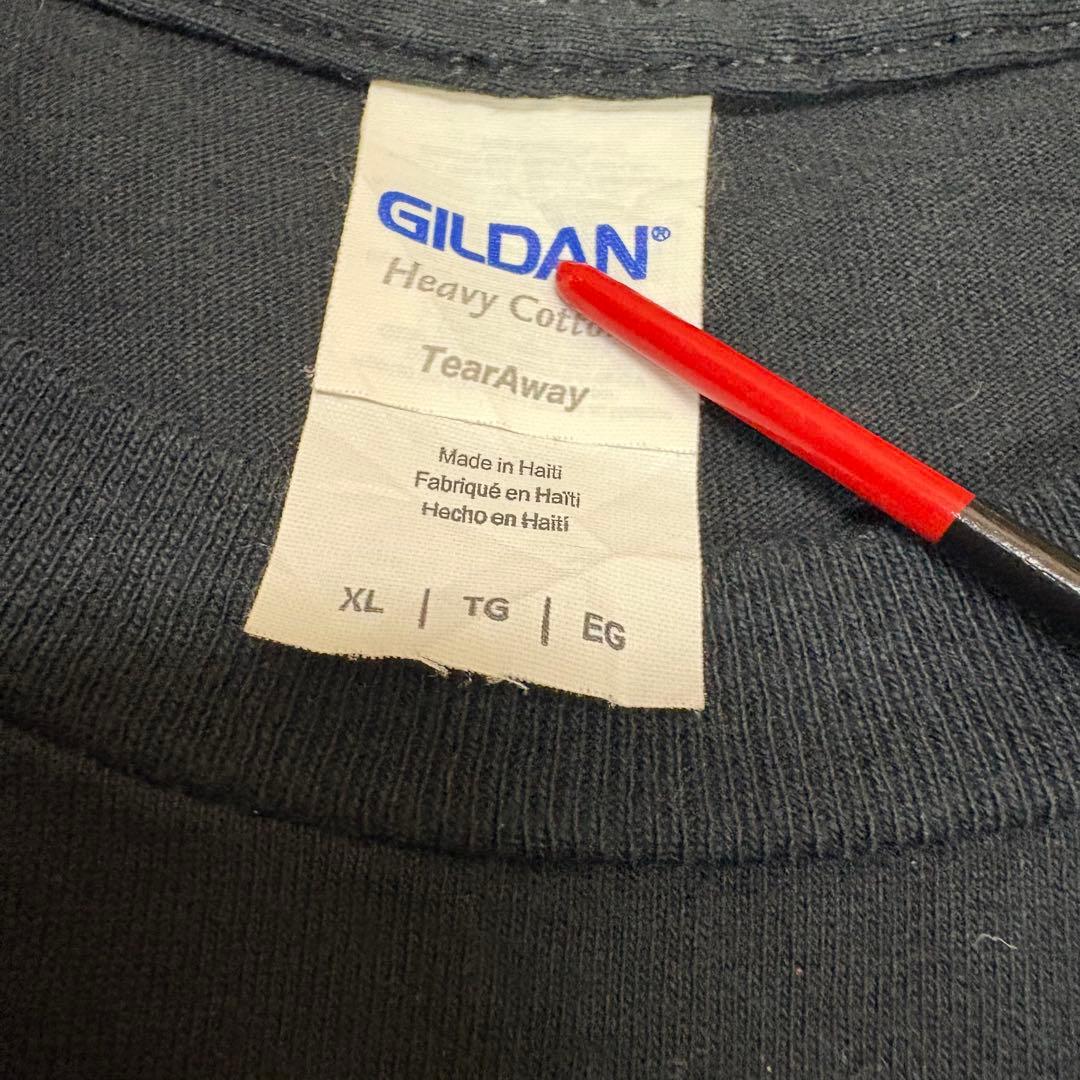 GILDAN®
Heavy Cotto
TearAway
Made in Haiti
Fabriqué en Haïti
Hecho en Haití
XL | TG | EG